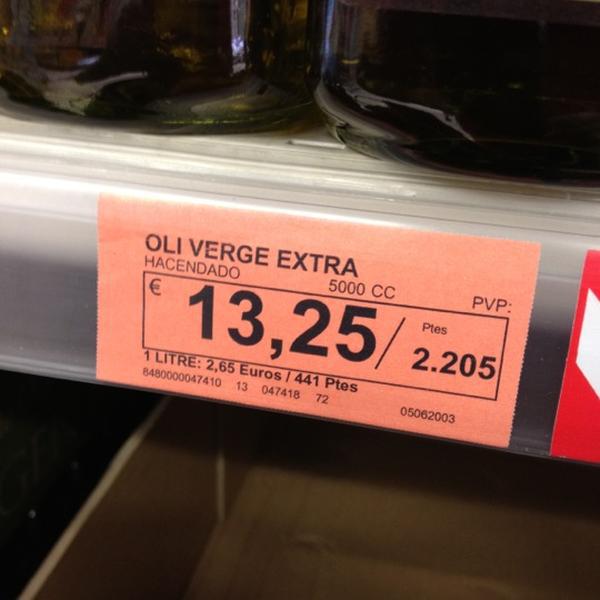 OLI VERGE EXTRA
HACENDADO
5000 CC
PVP:
€ 13,25 / Ptes 2.205
1 LITRE: 2,65 Euros / 441 Ptes
8480000047410 13 047418 72
05062003